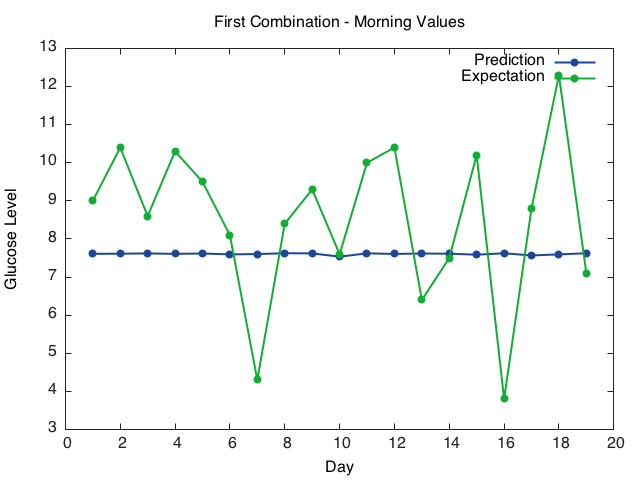 First Combination - Morning Values
Prediction
Expectation
13
12
11
10
9
8
7
6
5
4
3
Glucose Level
0 2 4 6 8 10 12 14 16 18 20
Day